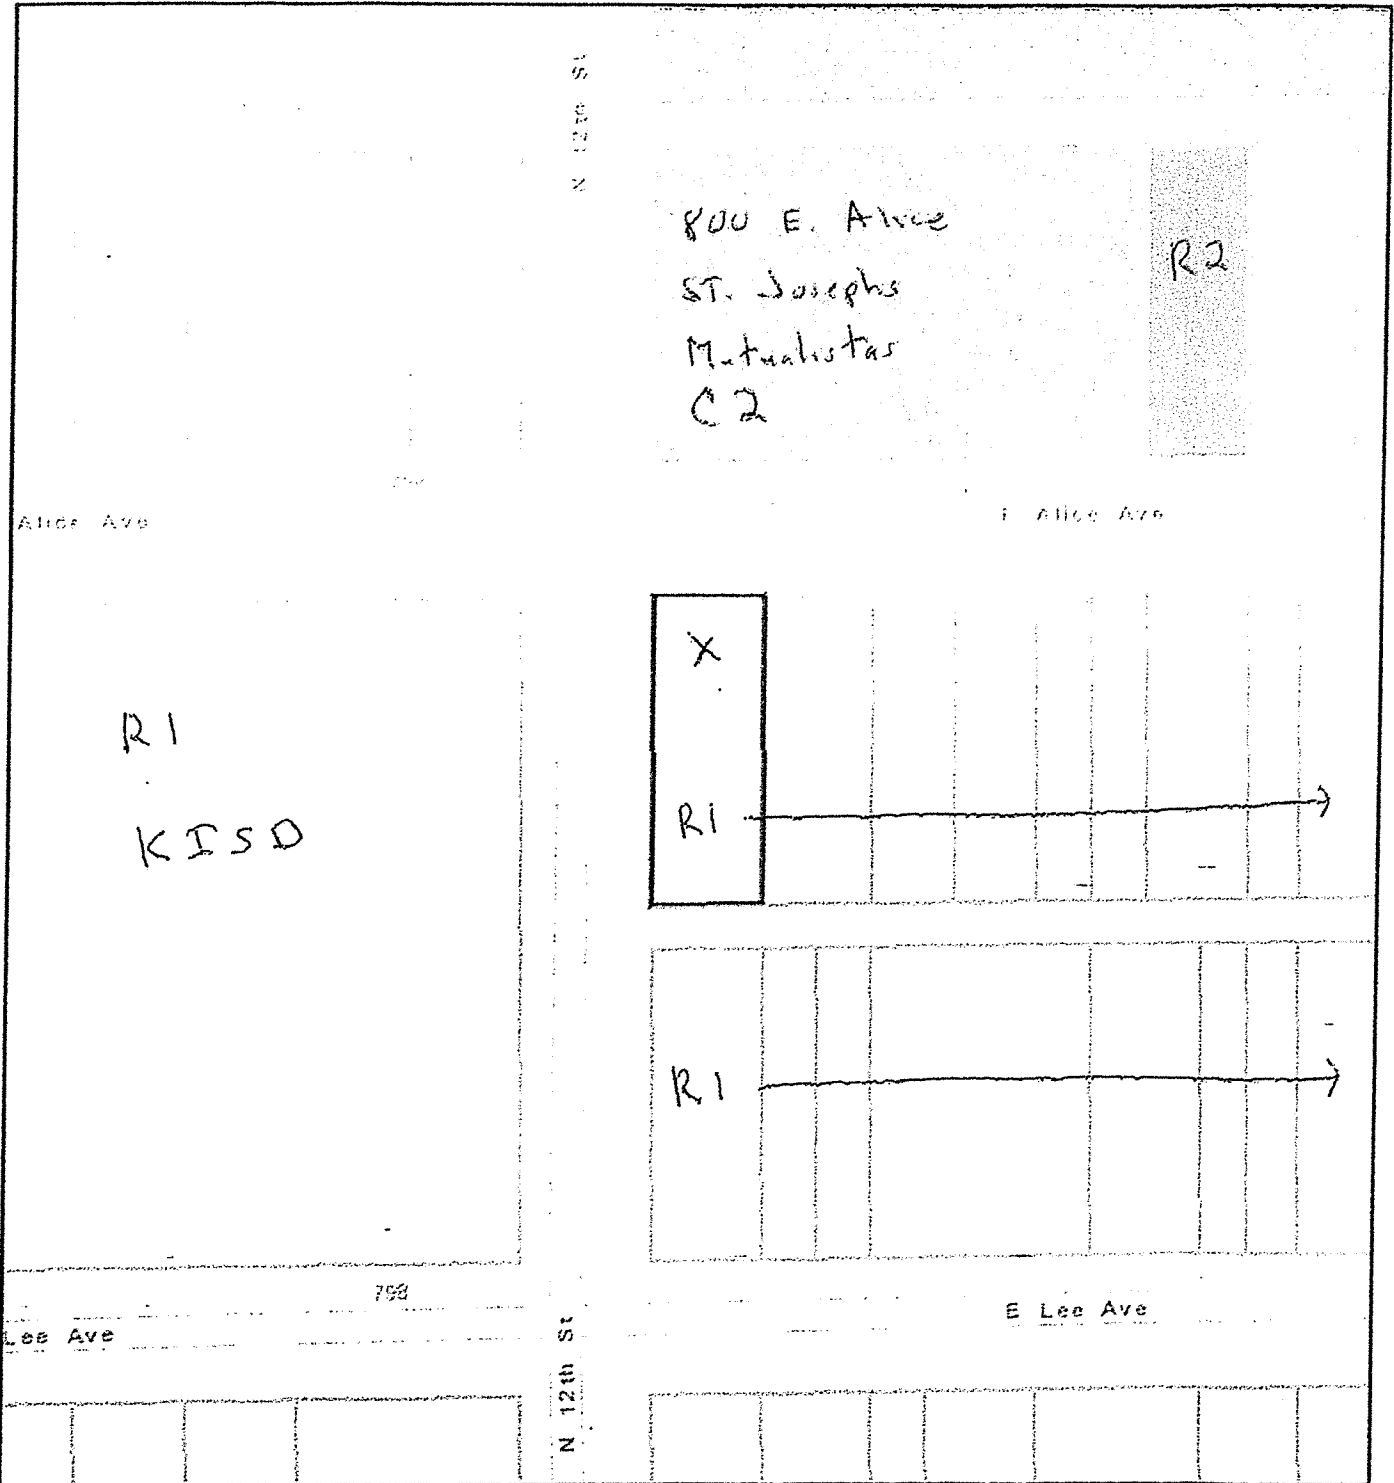 N 12th St
800 E. Alice
ST. Josephs
Mutualistas
C2
R2
Alice Ave
E Alice Ave
X
R1
KISD
R1
R1
798
Lee Ave
E Lee Ave
N 12th St